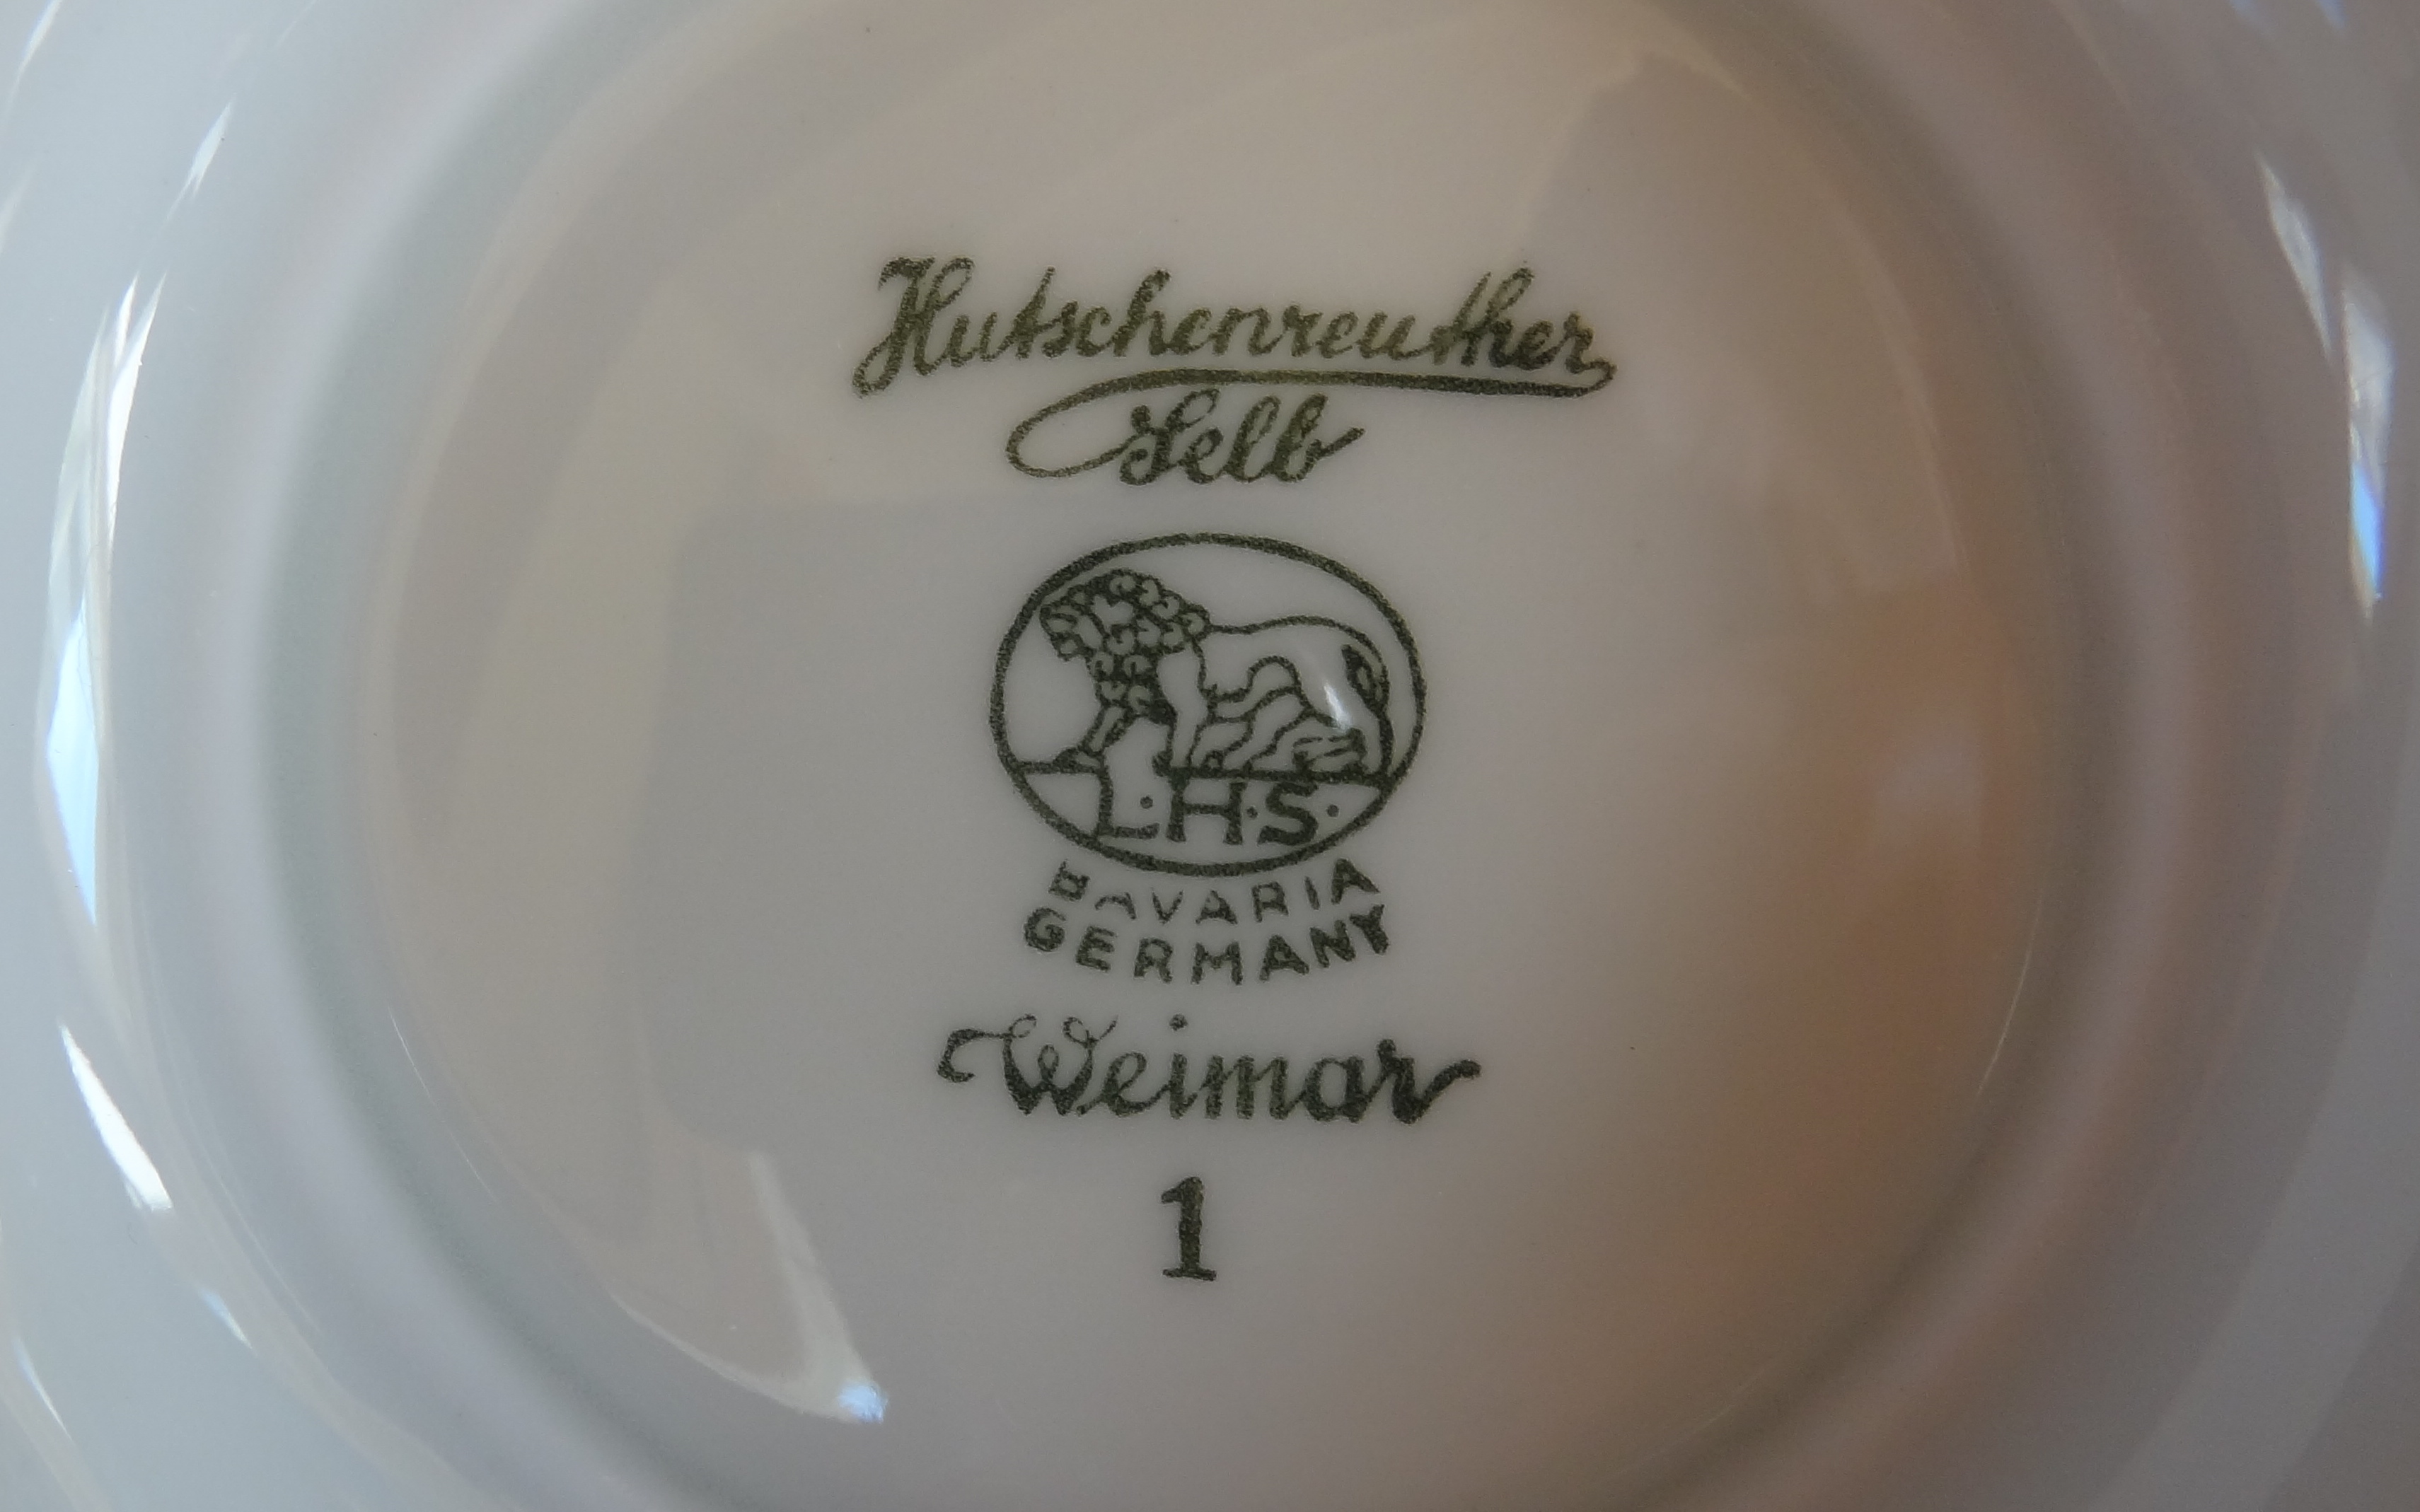 Hutschenreuther
Selb
L·H·S·
BAVARIA
GERMANY
Weimar
1